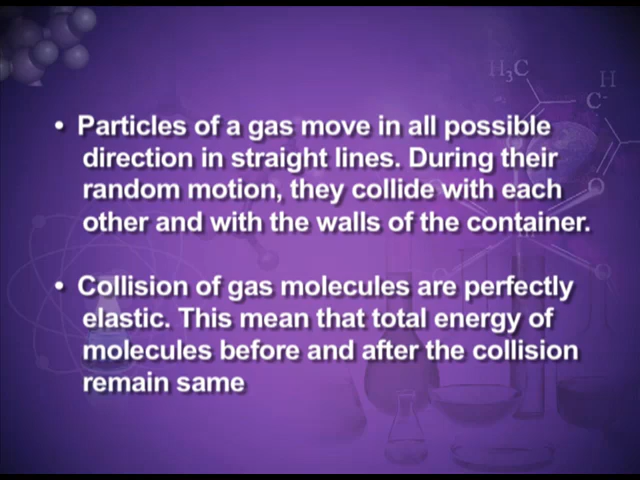 H3C
H
C-
• Particles of a gas move in all possible
direction in straight lines. During their
random motion, they collide with each
other and with the walls of the container.
• Collision of gas molecules are perfectly
elastic. This mean that total energy of
molecules before and after the collision
remain same